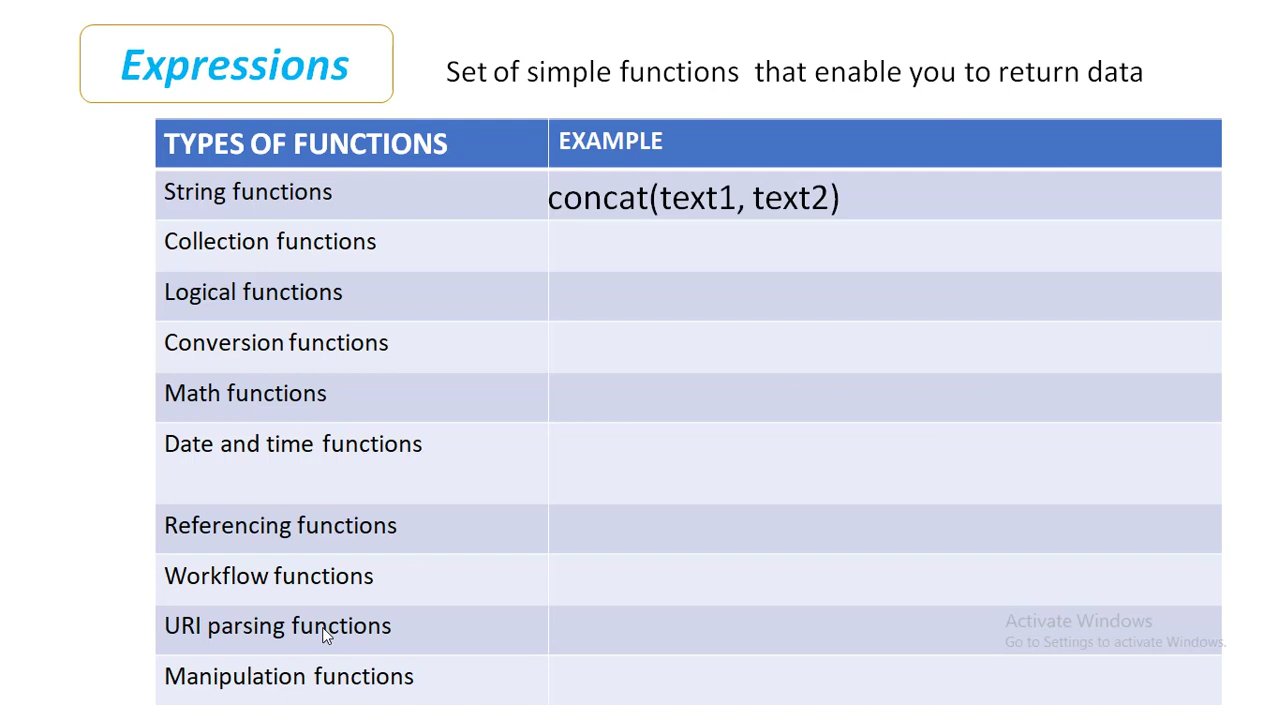 Expressions
Set of simple functions that enable you to return data
TYPES OF FUNCTIONS
EXAMPLE
String functions
concat(text1, text2)
Collection functions
Logical functions
Conversion functions
Math functions
Date and time functions
Referencing functions
Workflow functions
URI parsing functions
Manipulation functions
Activate Windows
Go to Settings to activate Windows.